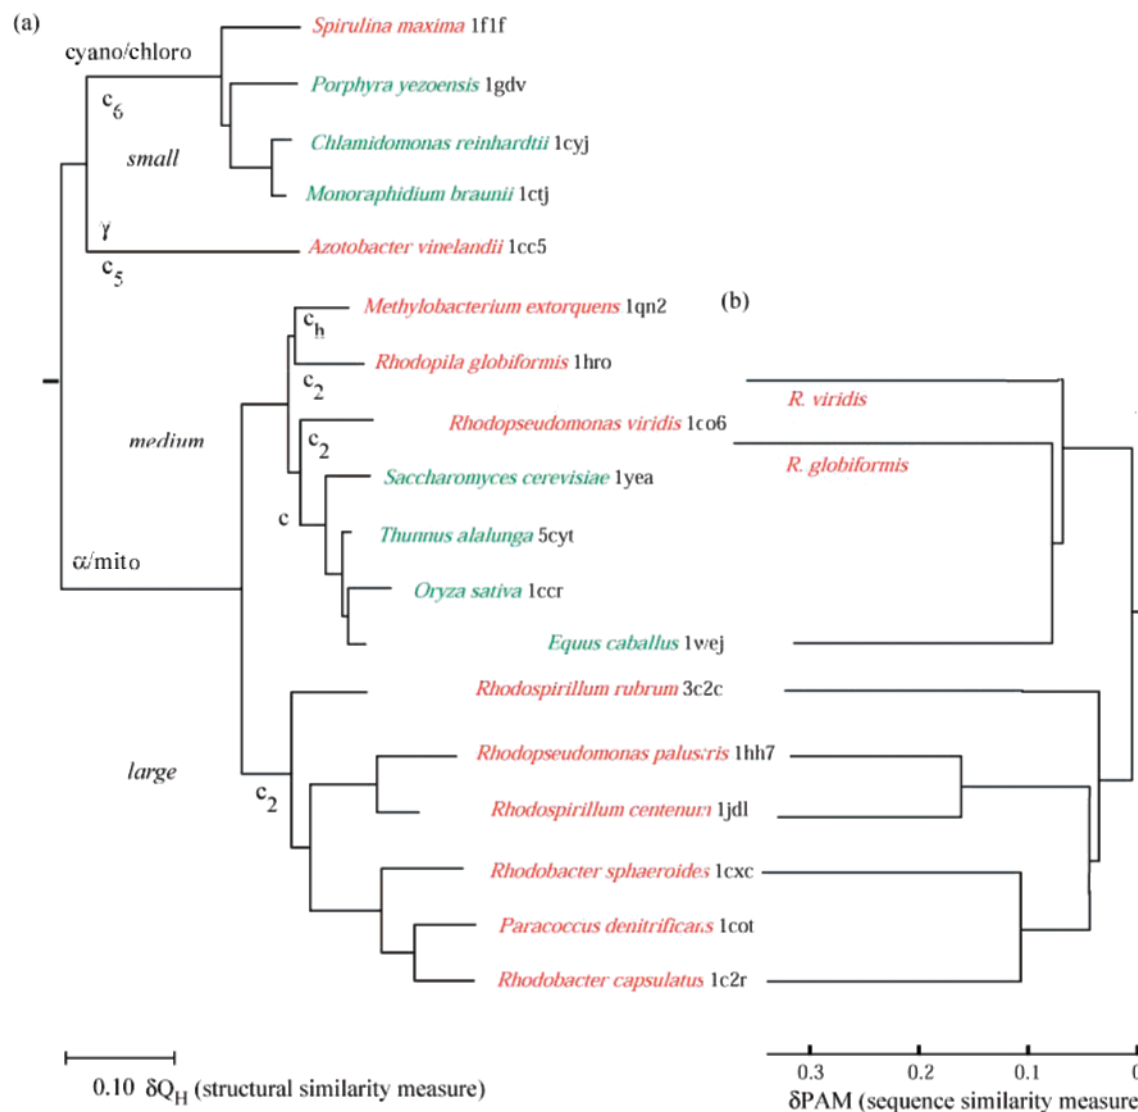 (a)
Spirulina maxima 1f1f
cyano/chloro
Porphyra yezoensis 1gdv
c6
Chlamidomonas reinhardtii 1cyj
small
Monoraphidium braunii 1ctj
γ
Azotobacter vinelandii 1cc5
c5
Methylobacterium extorquens 1qn2
(b)
ch
Rhodopila globiformis 1hro
c2
R. viridis
Rhodopseudomonas viridis 1co6
medium
c2
R. globiformis
Saccharomyces cerevisiae 1yea
c
Thunnus alalunga 5cyt
α/mito
Oryza sativa 1ccr
Equus caballus 1wej
Rhodospirillum rubrum 3c2c
Rhodopseudomonas palustris 1hh7
large
c2
Rhodospirillum centenum 1jdl
Rhodobacter sphaeroides 1cxc
Paracoccus denitrificans 1cot
Rhodobacter capsulatus 1c2r
0.3 0.2 0.1 0
0.10 δQH (structural similarity measure)
δPAM (sequence similarity measure